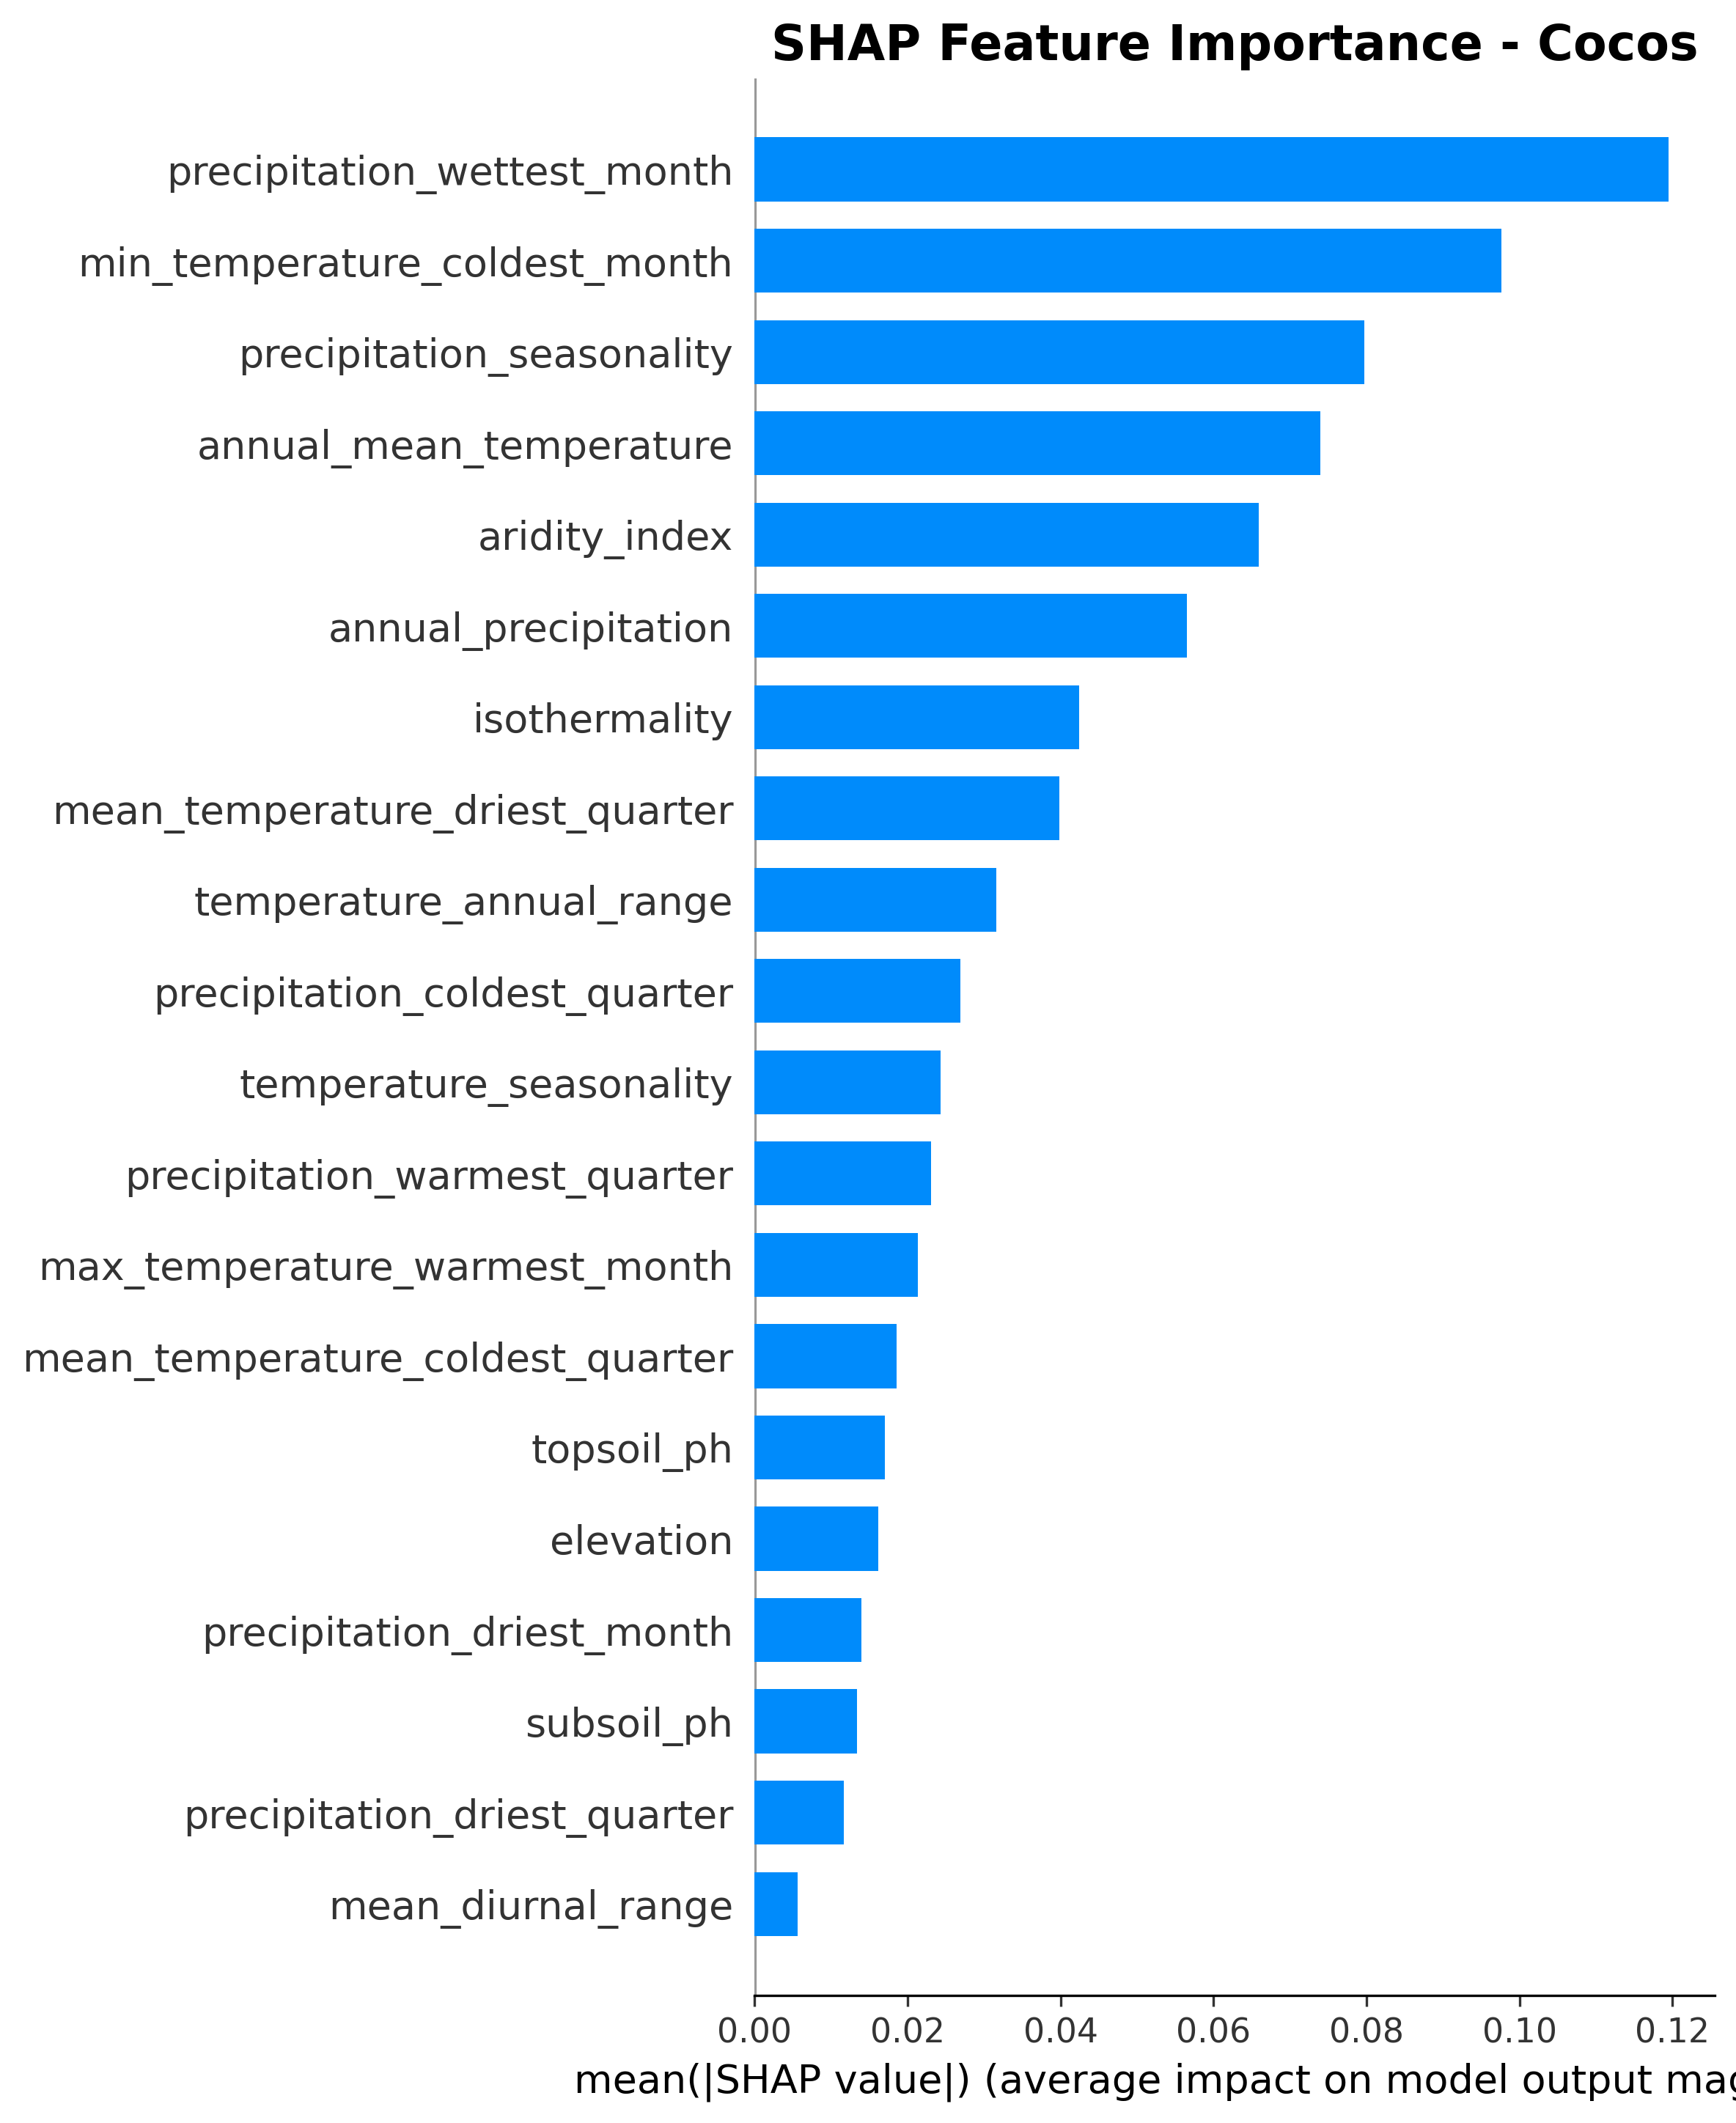 SHAP Feature Importance - Cocos
precipitation_wettest_month
min_temperature_coldest_month
precipitation_seasonality
annual_mean_temperature
aridity_index
annual_precipitation
isothermality
mean_temperature_driest_quarter
temperature_annual_range
precipitation_coldest_quarter
temperature_seasonality
precipitation_warmest_quarter
max_temperature_warmest_month
mean_temperature_coldest_quarter
topsoil_ph
elevation
precipitation_driest_month
subsoil_ph
precipitation_driest_quarter
mean_diurnal_range
0.00 0.02 0.04 0.06 0.08 0.10 0.12
mean(|SHAP value|) (average impact on model output